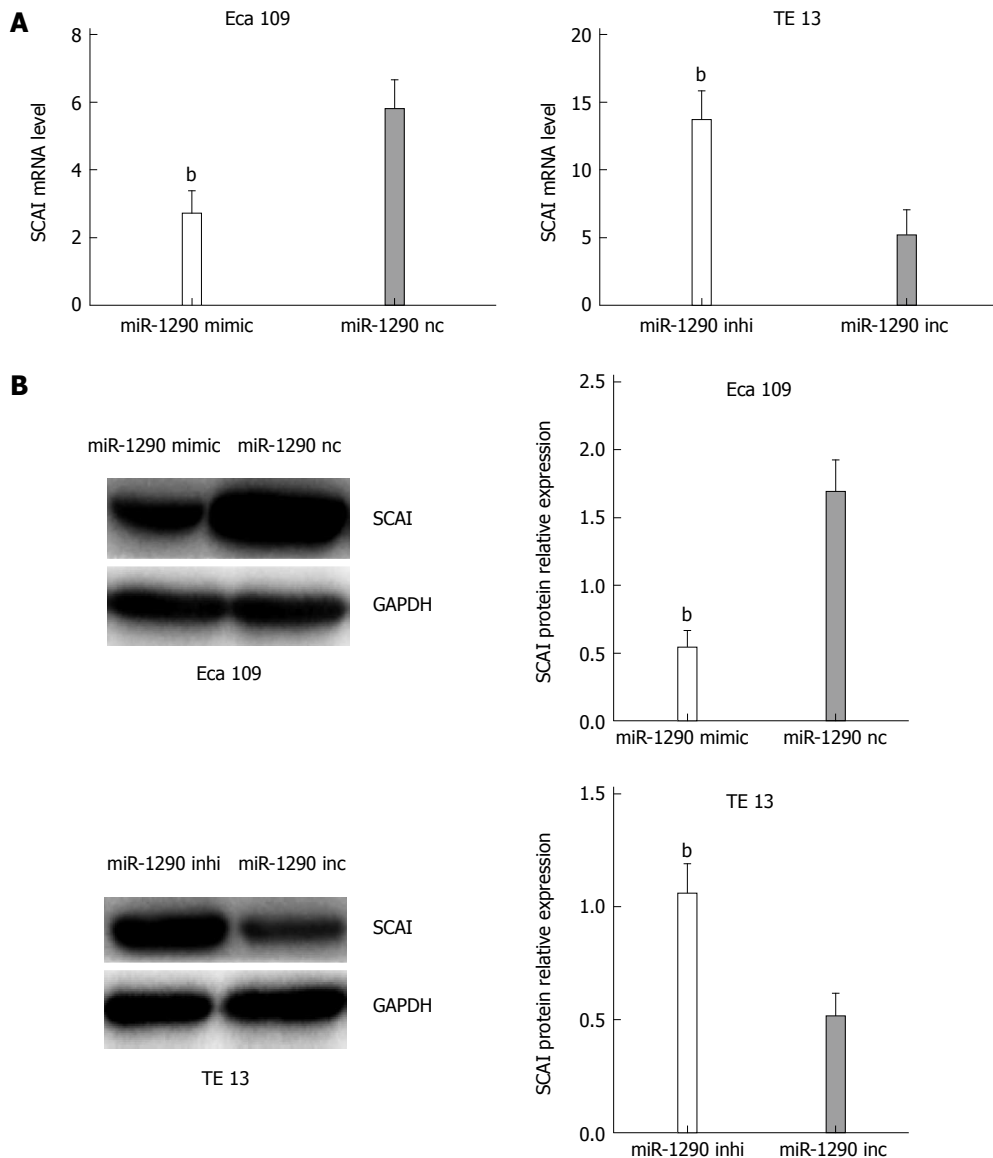 A
Eca 109
8
6
4
2
0
SCAI mRNA level
b
miR-1290 mimic
miR-1290 nc
TE 13
20
15
10
5
0
SCAI mRNA level
b
miR-1290 inhi
miR-1290 inc
B
miR-1290 mimic miR-1290 nc
SCAI
GAPDH
Eca 109
Eca 109
2.5
2.0
1.5
1.0
0.5
0.0
SCAI protein relative expression
b
miR-1290 mimic
miR-1290 nc
miR-1290 inhi miR-1290 inc
SCAI
GAPDH
TE 13
TE 13
1.5
1.0
0.5
0.0
SCAI protein relative expression
b
miR-1290 inhi
miR-1290 inc